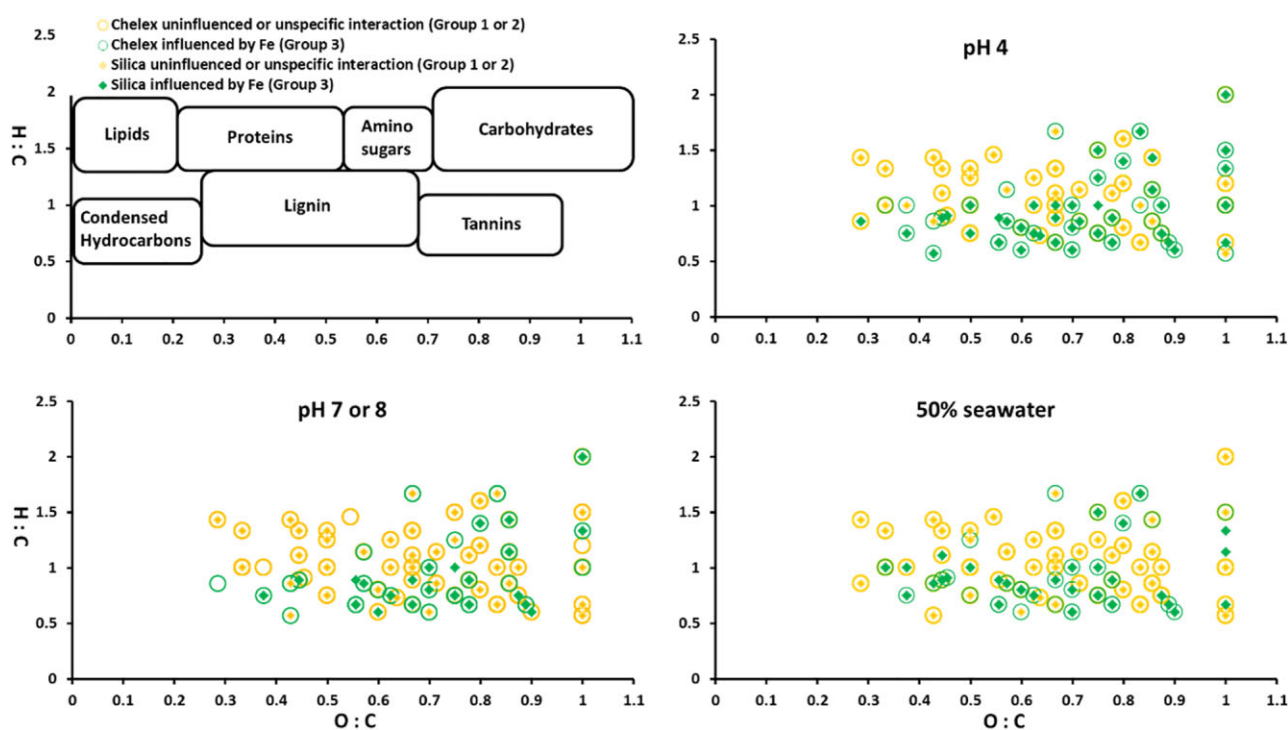 Chelex uninfluenced or unspecific interaction (Group 1 or 2)
Chelex influenced by Fe (Group 3)
Silica uninfluenced or unspecific interaction (Group 1 or 2)
Silica influenced by Fe (Group 3)
2.5
2
1.5
1
0.5
0
H : C
Lipids
Proteins
Amino
sugars
Carbohydrates
Condensed
Hydrocarbons
Lignin
Tannins
0 0.1 0.2 0.3 0.4 0.5 0.6 0.7 0.8 0.9 1 1.1
pH 4
2.5
2
1.5
1
0.5
0
0 0.1 0.2 0.3 0.4 0.5 0.6 0.7 0.8 0.9 1 1.1
pH 7 or 8
2.5
2
1.5
1
0.5
0
H : C
0 0.1 0.2 0.3 0.4 0.5 0.6 0.7 0.8 0.9 1 1.1
O : C
50% seawater
2.5
2
1.5
1
0.5
0
0 0.1 0.2 0.3 0.4 0.5 0.6 0.7 0.8 0.9 1 1.1
O : C